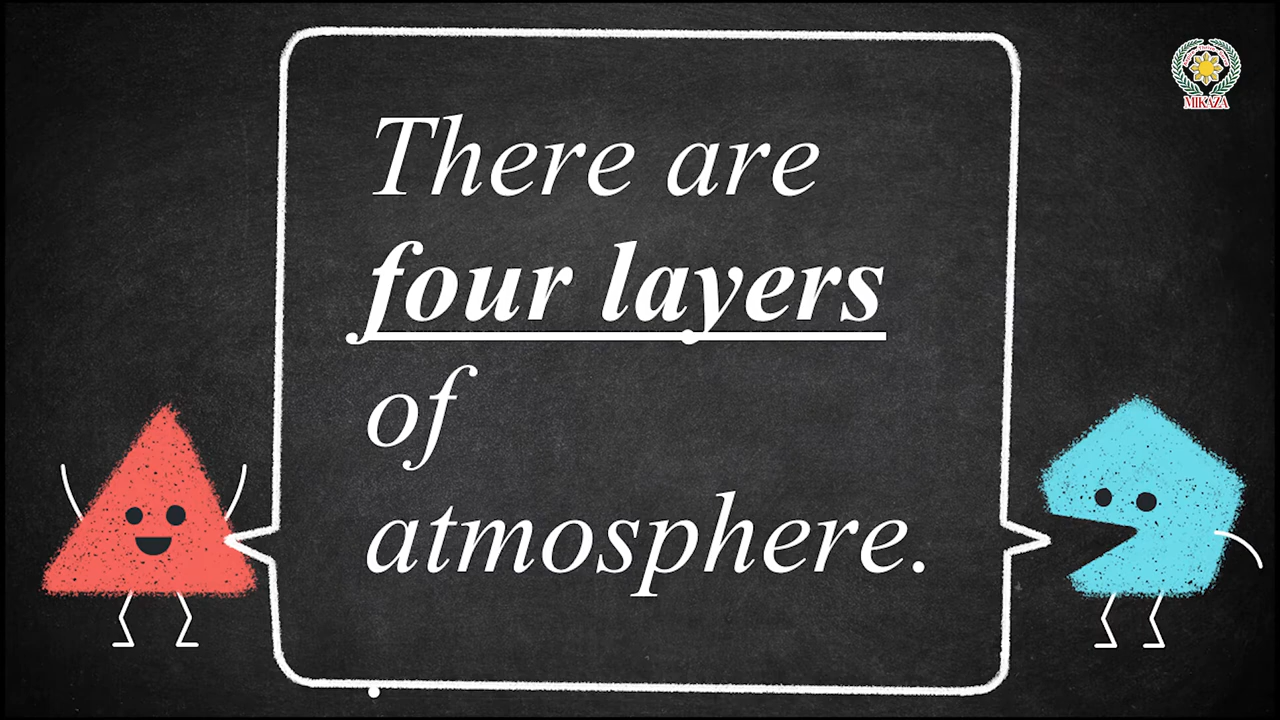 There are
four layers
of
atmosphere.
MIKAZA